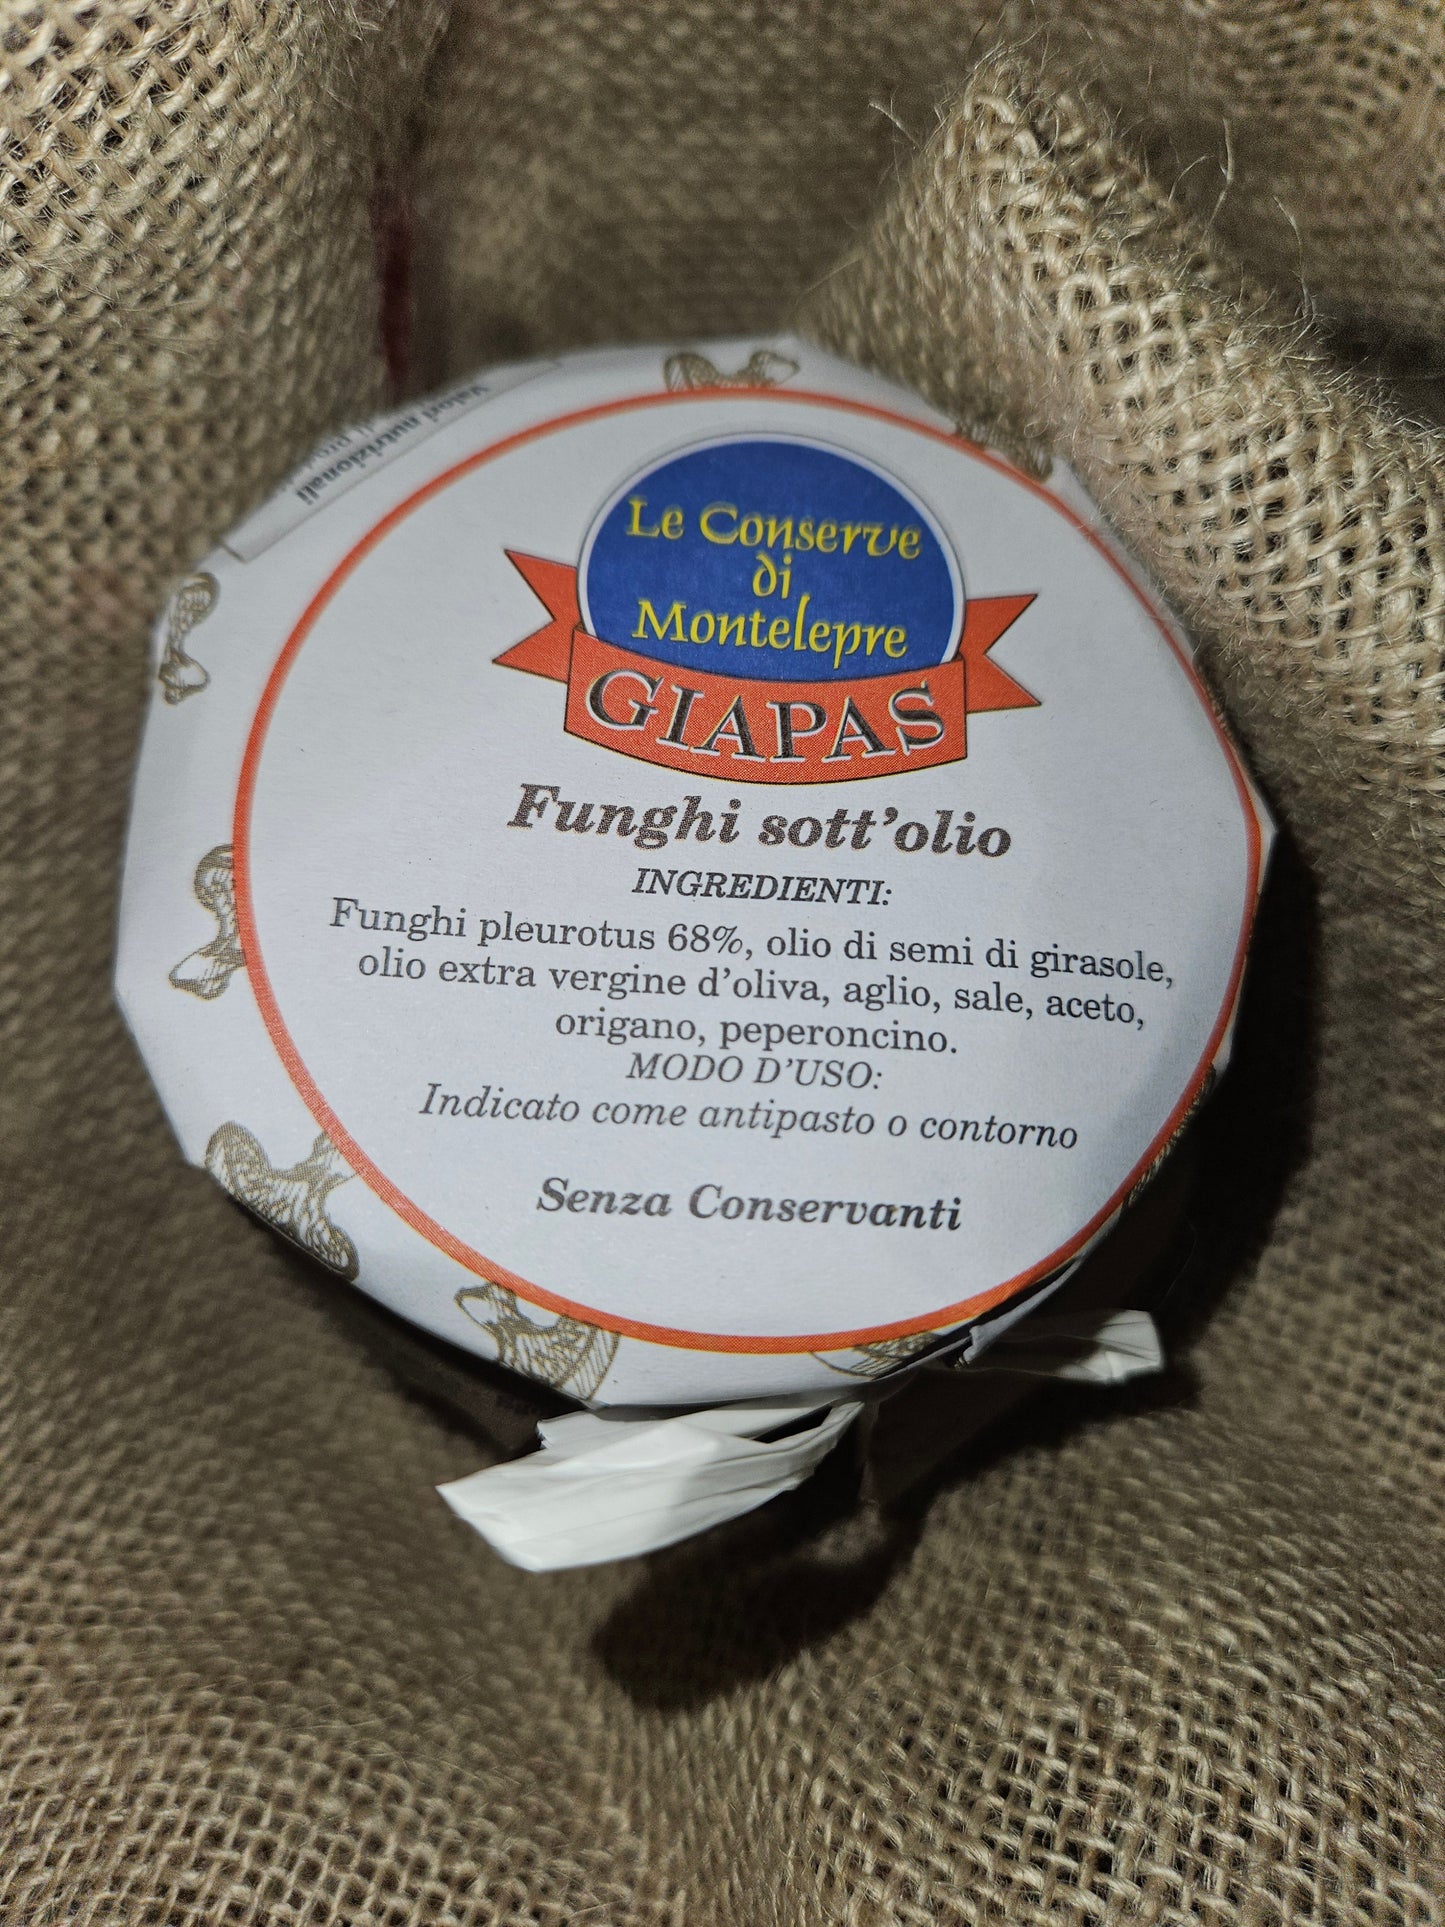 Valori nutrizionali
Le Conserve
di
Montelepre
GIAPAS
Funghi sott'olio
INGREDIENTI:
Funghi pleurotus 68%, olio di semi di girasole,
olio extra vergine d'oliva, aglio, sale, aceto,
origano, peperoncino.
MODO D'USO:
Indicato come antipasto o contorno
Senza Conservanti